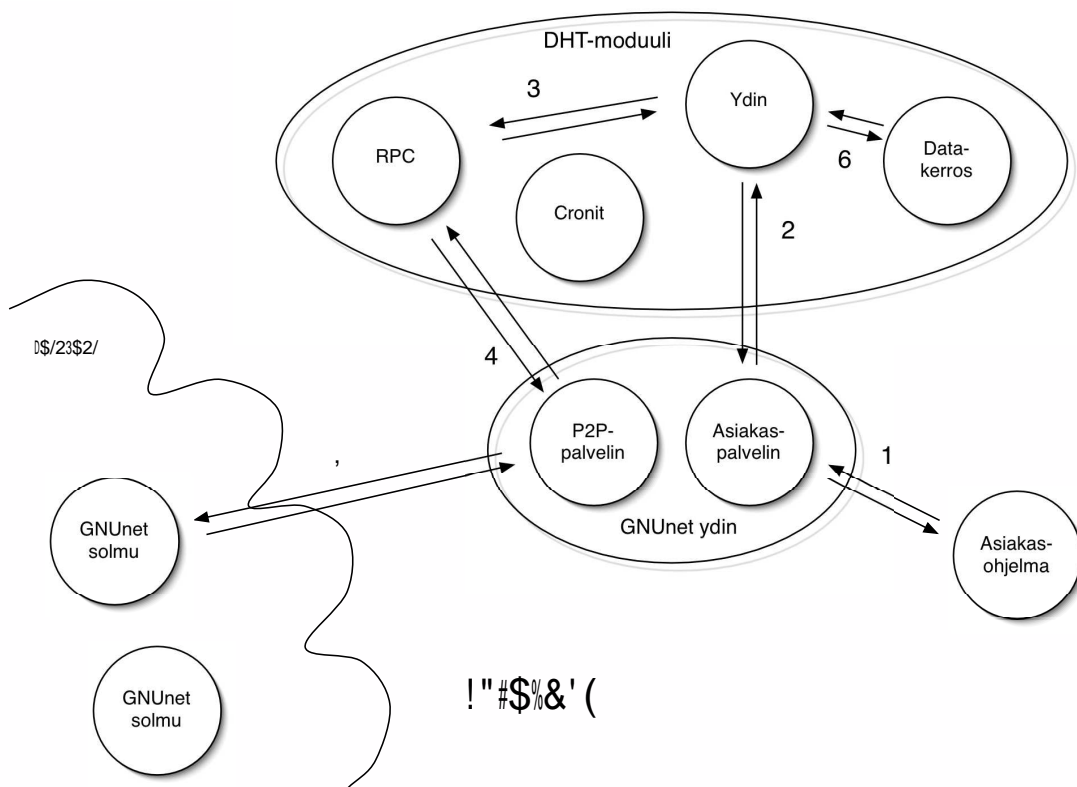 DHT-moduuli
3
Ydin
RPC
6
Data-
kerros
Cronit
2
4
P2P-
palvelin
Asiakas-
palvelin
1
,
GNUnet
solmu
GNUnet ydin
Asiakas-
ohjelma
GNUnet
solmu
!"#$%&'(